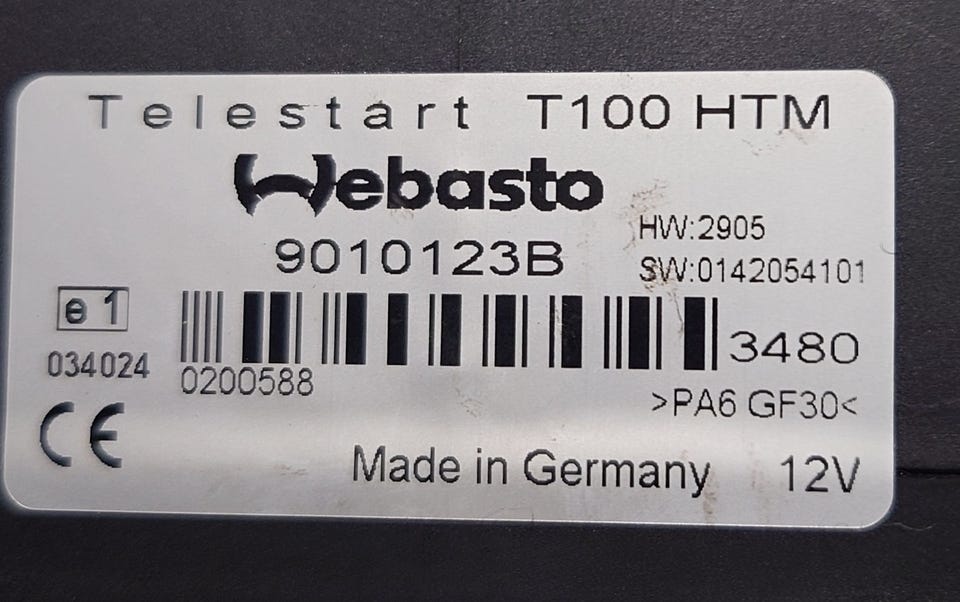 Telestart T100 HTM
Webasto
9010123B
HW:2905
SW:0142054101
e 1
034024
0200588
3480
>PA6 GF30<
CE
Made in Germany 12V